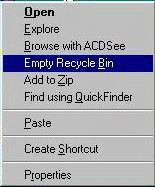 Open
Explore
Browse with ACDSee
Empty Recycle Bin
Add to Zip
Find using QuickFinder
Paste
Create Shortcut
Properties